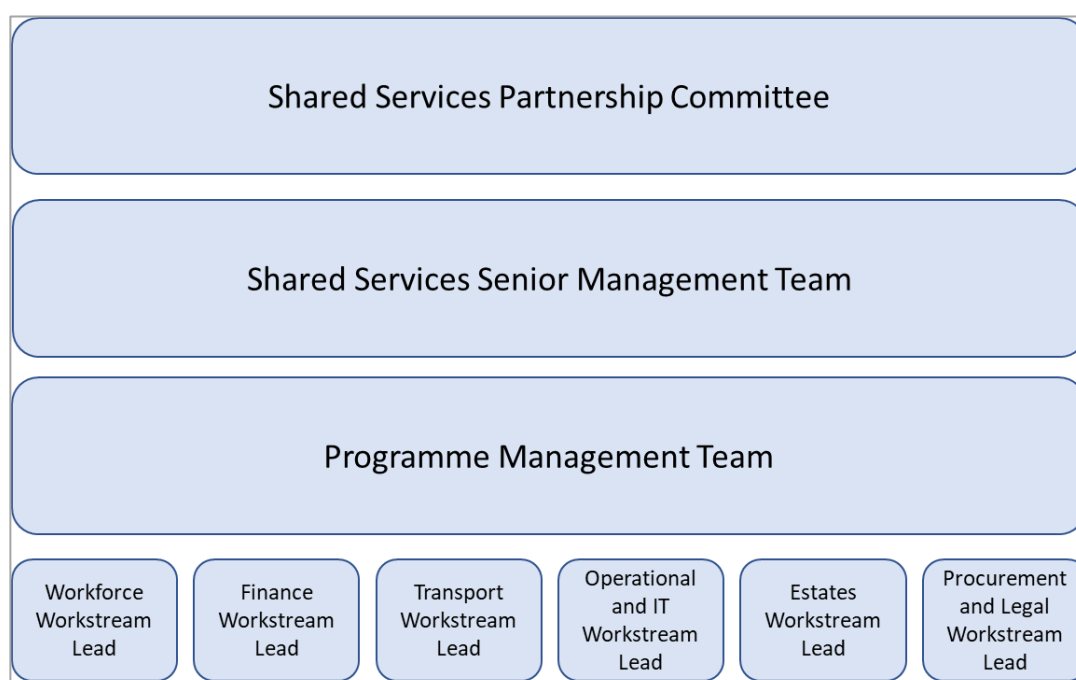 Shared Services Partnership Committee
Shared Services Senior Management Team
Programme Management Team
Workforce
Workstream
Lead
Finance
Workstream
Lead
Transport
Workstream
Lead
Operational
and IT
Workstream
Lead
Estates
Workstream
Lead
Procurement
and Legal
Workstream
Lead